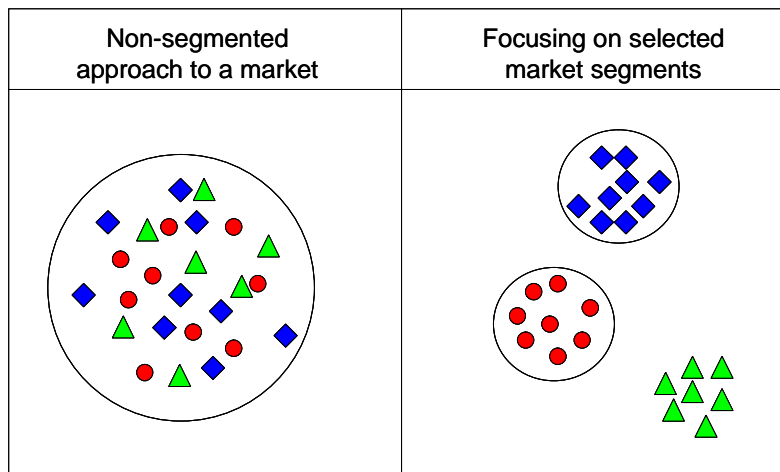 Non-segmented
approach to a market
Focusing on selected
market segments